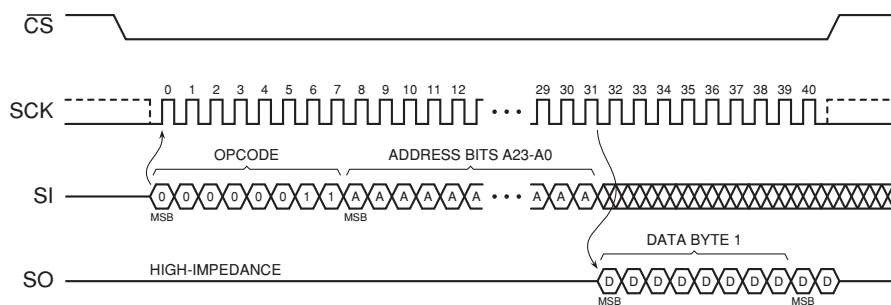 CS
SCK
0 1 2 3 4 5 6 7 8 9 10 11 12 29 30 31 32 33 34 35 36 37 38 39 40
OPCODE ADDRESS BITS A23-A0
SI
0 0 0 0 0 0 1 1 A A A A A A A A
MSB MSB
DATA BYTE 1
SO
HIGH-IMPEDANCE
D D D D D D D D D D
MSB MSB